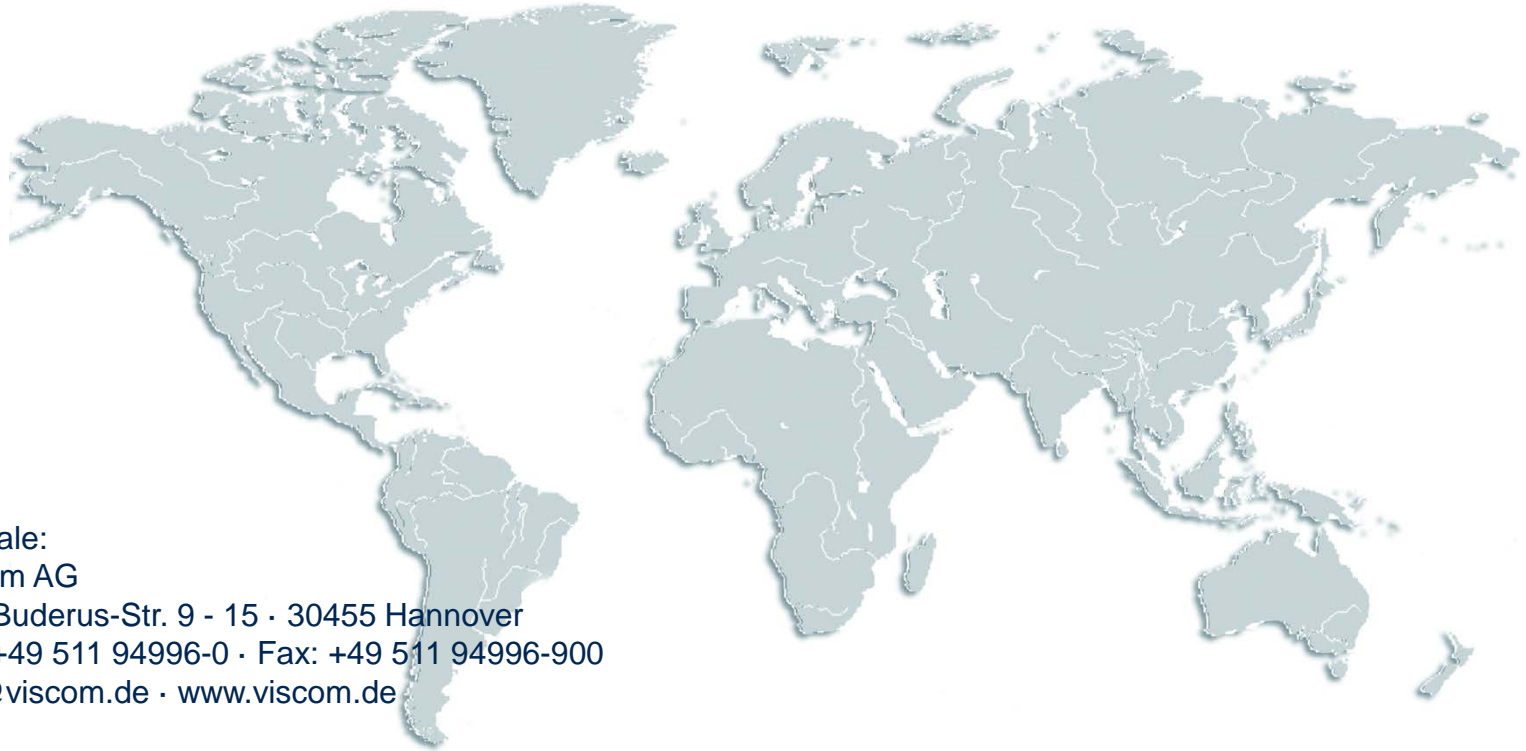 ale:
m AG
Buderus-Str. 9 - 15 · 30455 Hannover
+49 511 94996-0 · Fax: +49 511 94996-900
@viscom.de · www.viscom.de